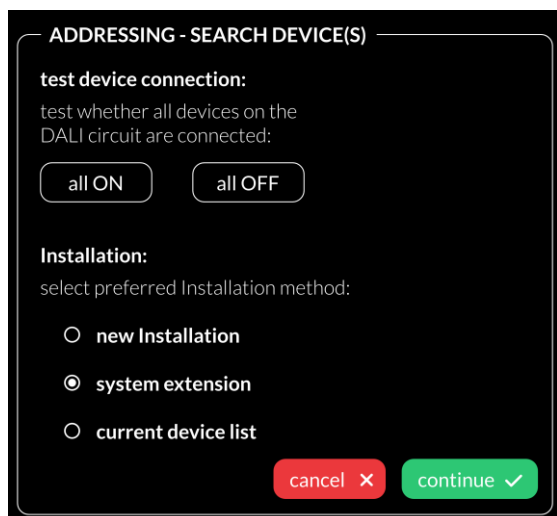 ADDRESSING - SEARCH DEVICE(S)
test device connection:
test whether all devices on the
DALI circuit are connected:
all ON
all OFF
Installation:
select preferred Installation method:
new Installation
system extension
current device list
cancel
continue